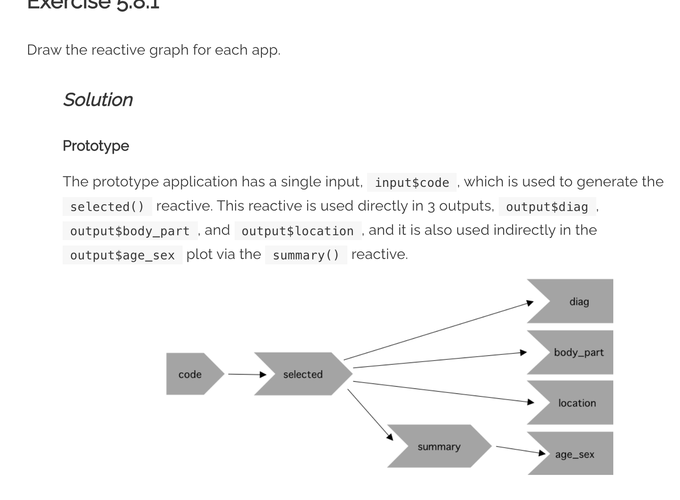 Exercise 5.8.1
Draw the reactive graph for each app.
Solution
Prototype
The prototype application has a single input, input$code , which is used to generate the
selected() reactive. This reactive is used directly in 3 outputs, output$diag ,
output$body_part , and output$location , and it is also used indirectly in the
output$age_sex plot via the summary() reactive.
diag
body_part
code
selected
location
summary
age_sex